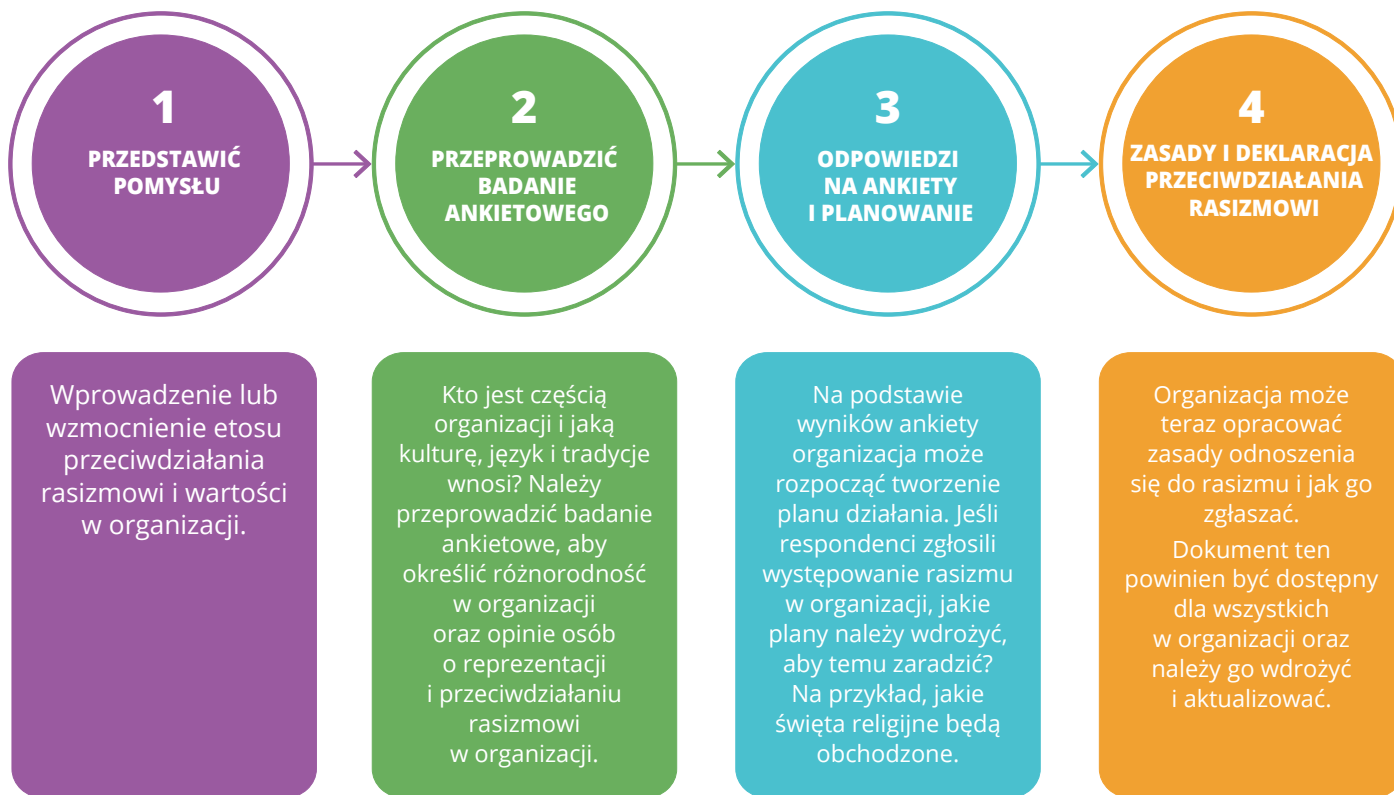 1
PRZEDSTAWIĆ
POMYSŁU
2
PRZEPROWADZIĆ
BADANIE
ANKIETOWEGO
3
ODPOWIEDZI
NA ANKIETY
I PLANOWANIE
4
ZASADY I DEKLARACJA
PRZECIWDZIAŁANIA
RASIZMOWI
Wprowadzenie lub
wzmocnienie etosu
przeciwdziałania
rasizmowi i wartości
w organizacji.
Kto jest częścią
organizacji i jaką
kulturę, język i tradycje
wnosi? Należy
przeprowadzić badanie
ankietowe, aby
określić różnorodność
w organizacji
oraz opinie osób
o reprezentacji
i przeciwdziałaniu
rasizmowi
w organizacji.
Na podstawie
wyników ankiety
organizacja może
rozpocząć tworzenie
planu działania. Jeśli
respondenci zgłosili
występowanie rasizmu
w organizacji, jakie
plany należy wdrożyć,
aby temu zaradzić?
Na przykład, jakie
święta religijne będą
obchodzone.
Organizacja może
teraz opracować
zasady odnoszenia
się do rasizmu i jak go
zgłaszać.
Dokument ten
powinien być dostępny
dla wszystkich
w organizacji oraz
należy go wdrożyć
i aktualizować.